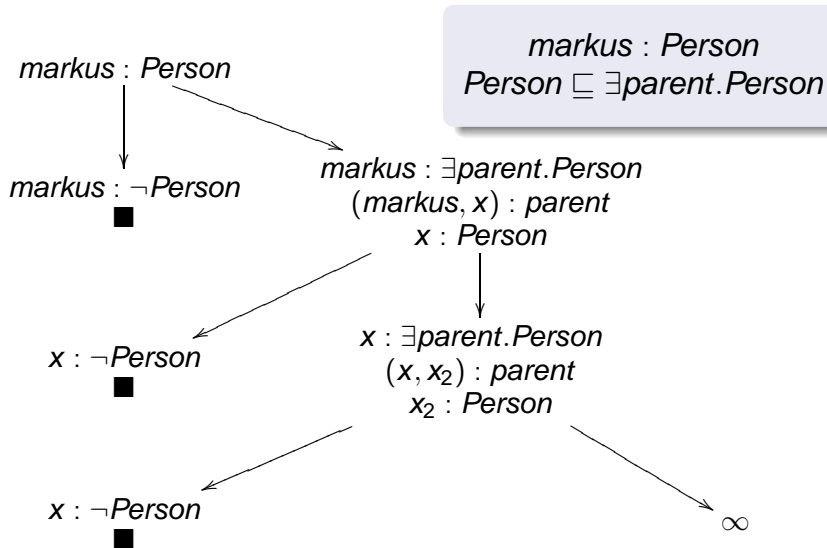 markus : Person
Person ⊑ ∃parent.Person
markus : Person
markus : ¬Person
■
markus : ∃parent.Person
(markus, x) : parent
x : Person
x : ¬Person
■
x : ∃parent.Person
(x, x₂) : parent
x₂ : Person
x : ¬Person
■
∞